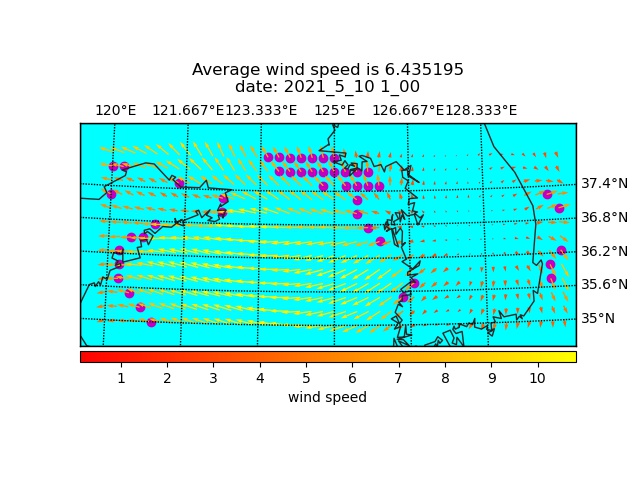 Average wind speed is 6.435195
date: 2021_5_10 1_00
120°E 121.667°E 123.333°E 125°E 126.667°E 128.333°E
37.4°N
36.8°N
36.2°N
35.6°N
35°N
1 2 3 4 5 6 7 8 9 10
wind speed